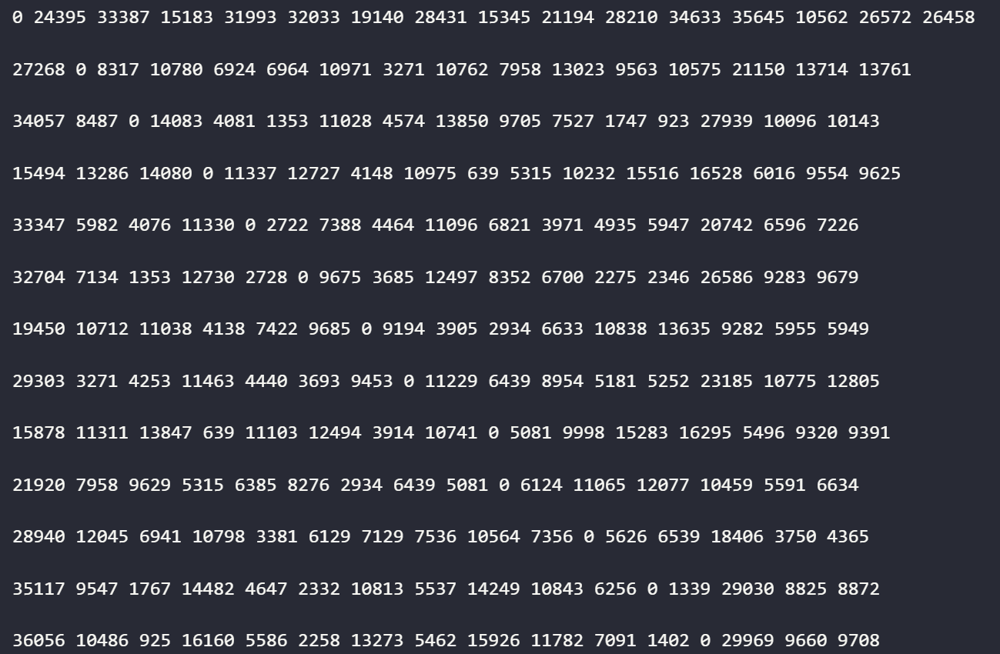 0 24395 33387 15183 31993 32033 19140 28431 15345 21194 28210 34633 35645 10562 26572 26458
27268 0 8317 10780 6924 6964 10971 3271 10762 7958 13023 9563 10575 21150 13714 13761
34057 8487 0 14083 4081 1353 11028 4574 13850 9705 7527 1747 923 27939 10096 10143
15494 13286 14080 0 11337 12727 4148 10975 639 5315 10232 15516 16528 6016 9554 9625
33347 5982 4076 11330 0 2722 7388 4464 11096 6821 3971 4935 5947 20742 6596 7226
32704 7134 1353 12730 2728 0 9675 3685 12497 8352 6700 2275 2346 26586 9283 9679
19450 10712 11038 4138 7422 9685 0 9194 3905 2934 6633 10838 13635 9282 5955 5949
29303 3271 4253 11463 4440 3693 9453 0 11229 6439 8954 5181 5252 23185 10775 12805
15878 11311 13847 639 11103 12494 3914 10741 0 5081 9998 15283 16295 5496 9320 9391
21920 7958 9629 5315 6385 8276 2934 6439 5081 0 6124 11065 12077 10459 5591 6634
28940 12045 6941 10798 3381 6129 7129 7536 10564 7356 0 5626 6539 18406 3750 4365
35117 9547 1767 14482 4647 2332 10813 5537 14249 10843 6256 0 1339 29030 8825 8872
36056 10486 925 16160 5586 2258 13273 5462 15926 11782 7091 1402 0 29969 9660 9708